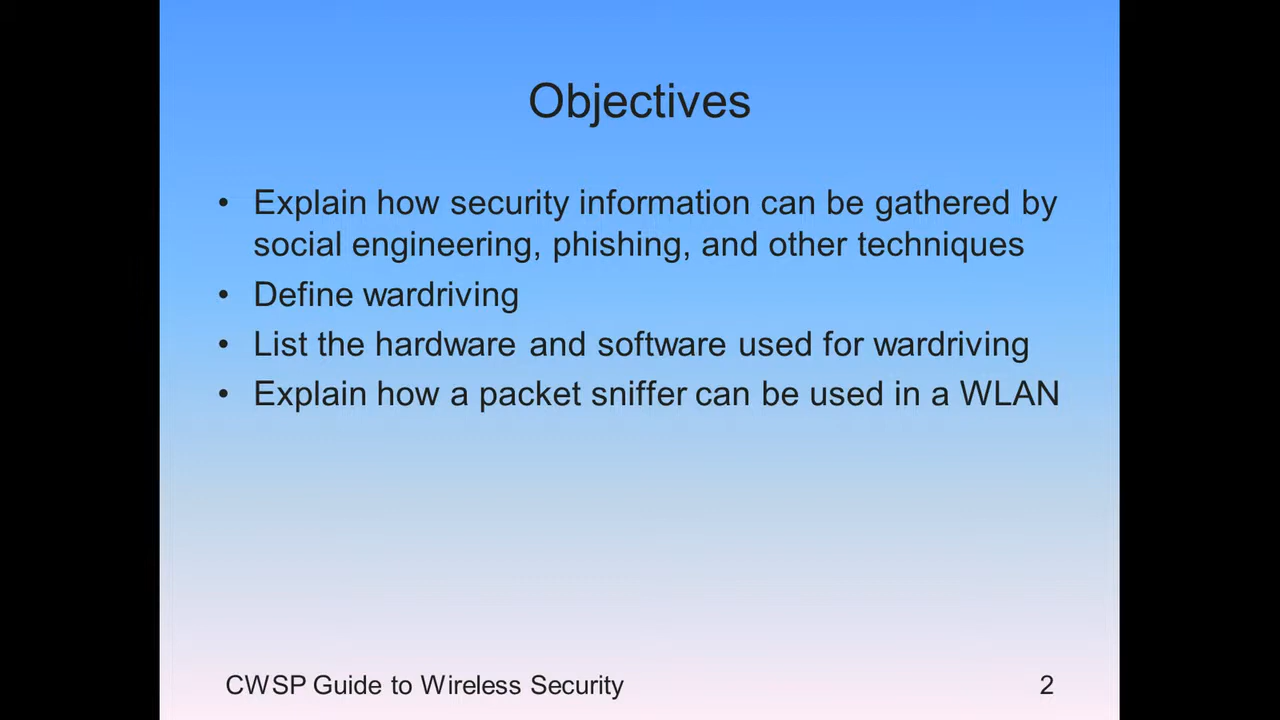 Objectives
• Explain how security information can be gathered by
social engineering, phishing, and other techniques
• Define wardriving
• List the hardware and software used for wardriving
• Explain how a packet sniffer can be used in a WLAN
CWSP Guide to Wireless Security
2